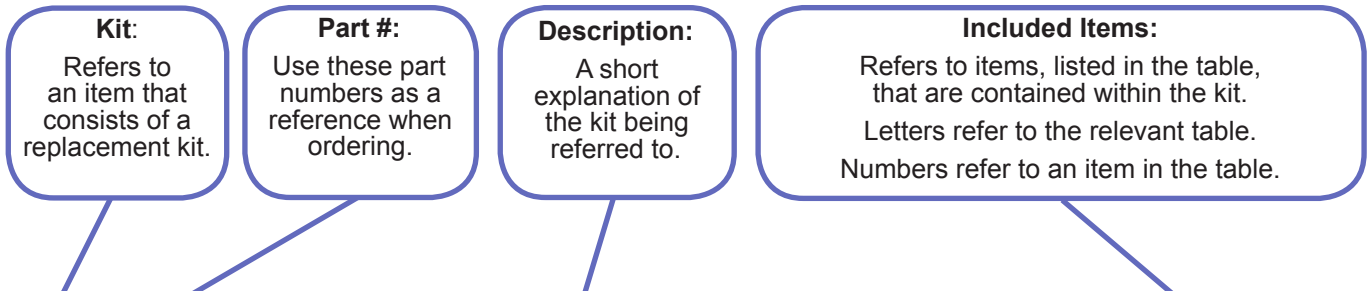 Kit:
Refers to
an item that
consists of a
replacement kit.
Part #:
Use these part
numbers as a
reference when
ordering.
Description:
A short
explanation of
the kit being
referred to.
Included Items:
Refers to items, listed in the table,
that are contained within the kit.
Letters refer to the relevant table.
Numbers refer to an item in the table.